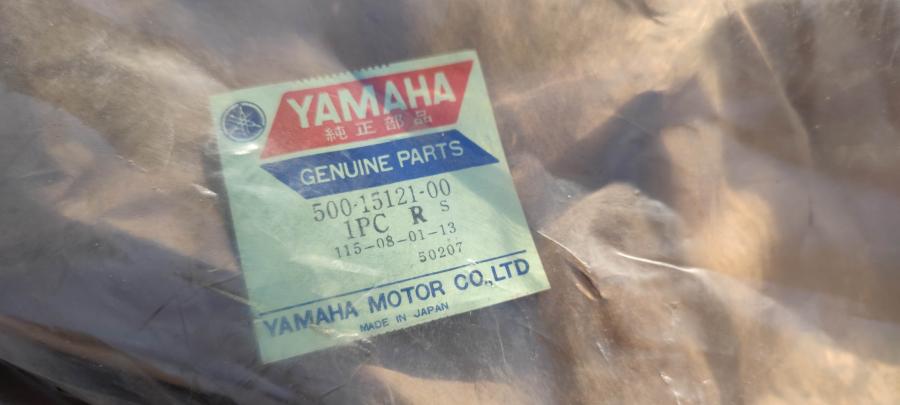 YAMAHA
純正部品
GENUINE PARTS
500-15121-00
1PC R S
115-08-01-13
50207
YAMAHA MOTOR CO.,LTD
MADE IN JAPAN